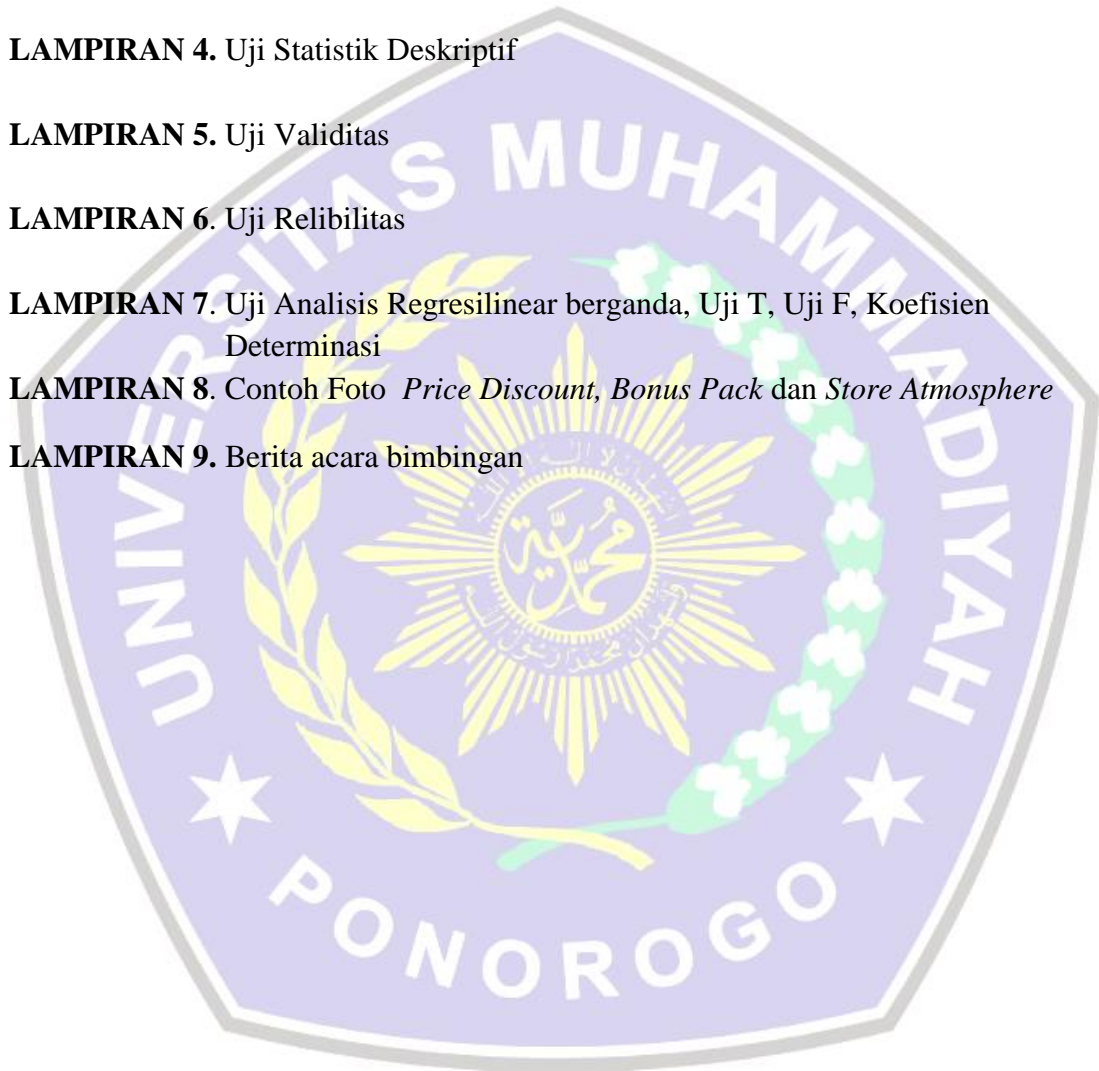 LAMPIRAN 4. Uji Statistik Deskriptif
LAMPIRAN 5. Uji Validitas
LAMPIRAN 6. Uji Relibilitas
LAMPIRAN 7. Uji Analisis Regresilinear berganda, Uji T, Uji F, Koefisien
Determinasi
LAMPIRAN 8. Contoh Foto Price Discount, Bonus Pack dan Store Atmosphere
LAMPIRAN 9. Berita acara bimbingan
UNIVERSITAS MUHAMMADIYAH
PONOROGO
محمدية